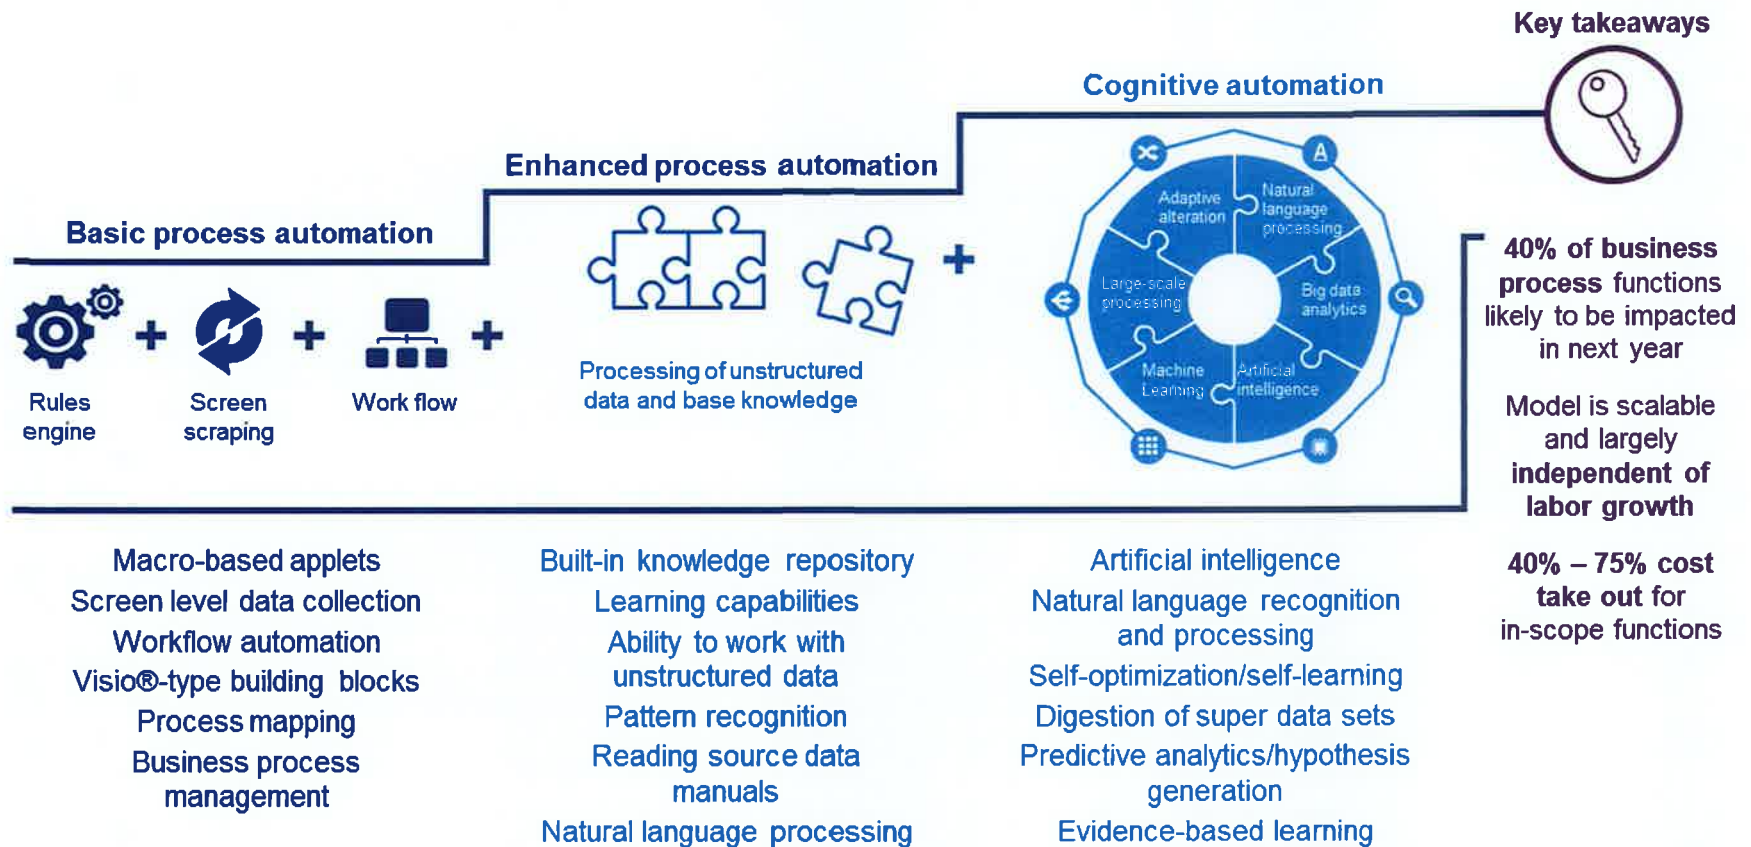 Key takeaways
Cognitive automation
Enhanced process automation
Basic process automation
Rules
engine
Screen
scraping
Work flow
Processing of unstructured
data and base knowledge
Adaptive
alteration
Natural
language
processing
Large-scale
processing
Big data
analytics
Machine
Learning
Artificial
intelligence
A
40% of business
process functions
likely to be impacted
in next year
Model is scalable
and largely
independent of
labor growth
40% – 75% cost
take out for
in-scope functions
Macro-based applets
Screen level data collection
Workflow automation
Visio®-type building blocks
Process mapping
Business process
management
Built-in knowledge repository
Learning capabilities
Ability to work with
unstructured data
Pattern recognition
Reading source data
manuals
Natural language processing
Artificial intelligence
Natural language recognition
and processing
Self-optimization/self-learning
Digestion of super data sets
Predictive analytics/hypothesis
generation
Evidence-based learning